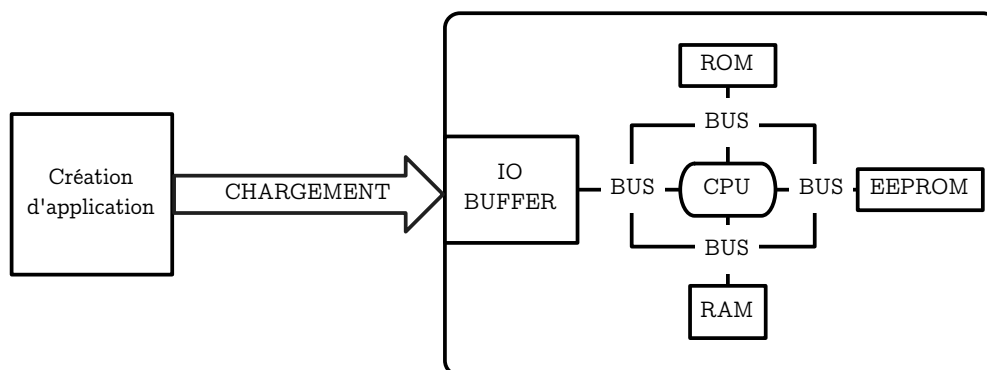 ROM
BUS
Création
d'application
CHARGEMENT
IO
BUFFER
BUS
CPU
BUS
EEPROM
BUS
RAM